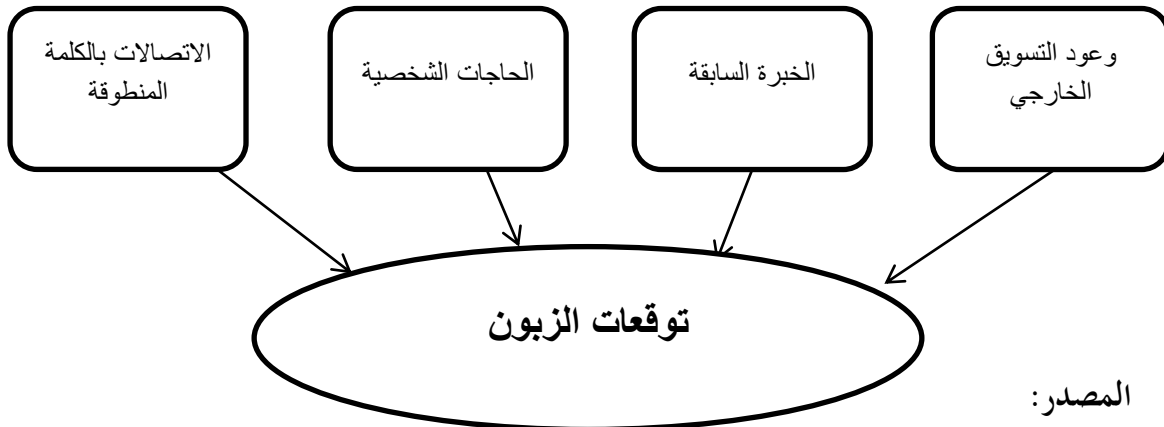 وعود التسويق
الخارجي
الخبرة السابقة
الحاجات الشخصية
الاتصالات بالكلمة
المنطوقة
توقعات الزبون
المصدر: